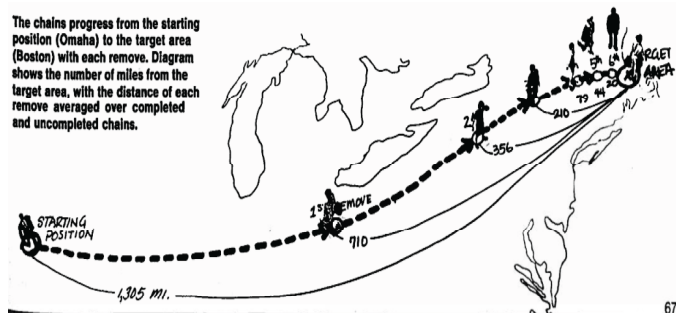 The chains progress from the starting
position (Omaha) to the target area
(Boston) with each remove. Diagram
shows the number of miles from the
target area, with the distance of each
remove averaged over completed
and uncompleted chains.
5th 6th
TARGET
AREA
79 44 20
210
2nd
356
1st REMOVE
710
STARTING
POSITION
1,305 MI.
67